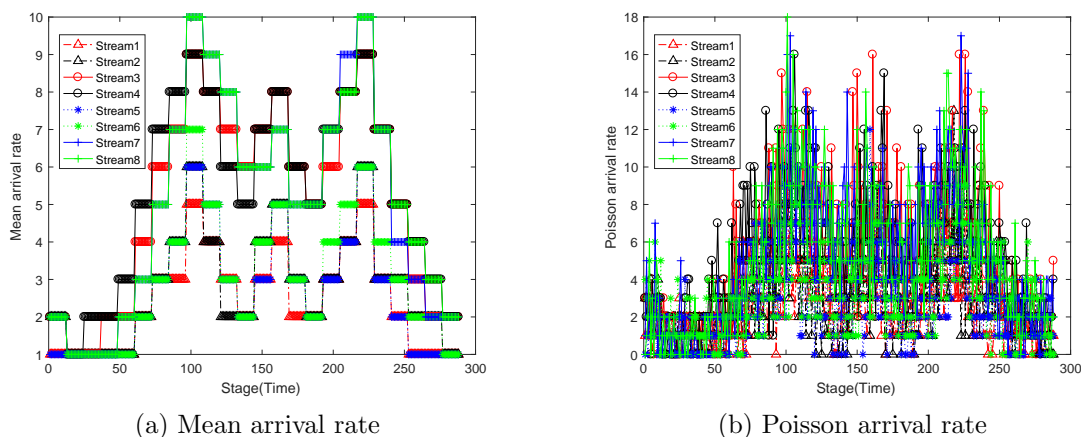 10
9
8
7
6
5
4
3
2
1
Mean arrival rate
Stream1
Stream2
Stream3
Stream4
Stream5
Stream6
Stream7
Stream8
0 50 100 150 200 250 300
Stage(Time)
(a) Mean arrival rate
18
16
14
12
10
8
6
4
2
0
Poisson arrival rate
Stream1
Stream2
Stream3
Stream4
Stream5
Stream6
Stream7
Stream8
0 50 100 150 200 250 300
Stage(Time)
(b) Poisson arrival rate